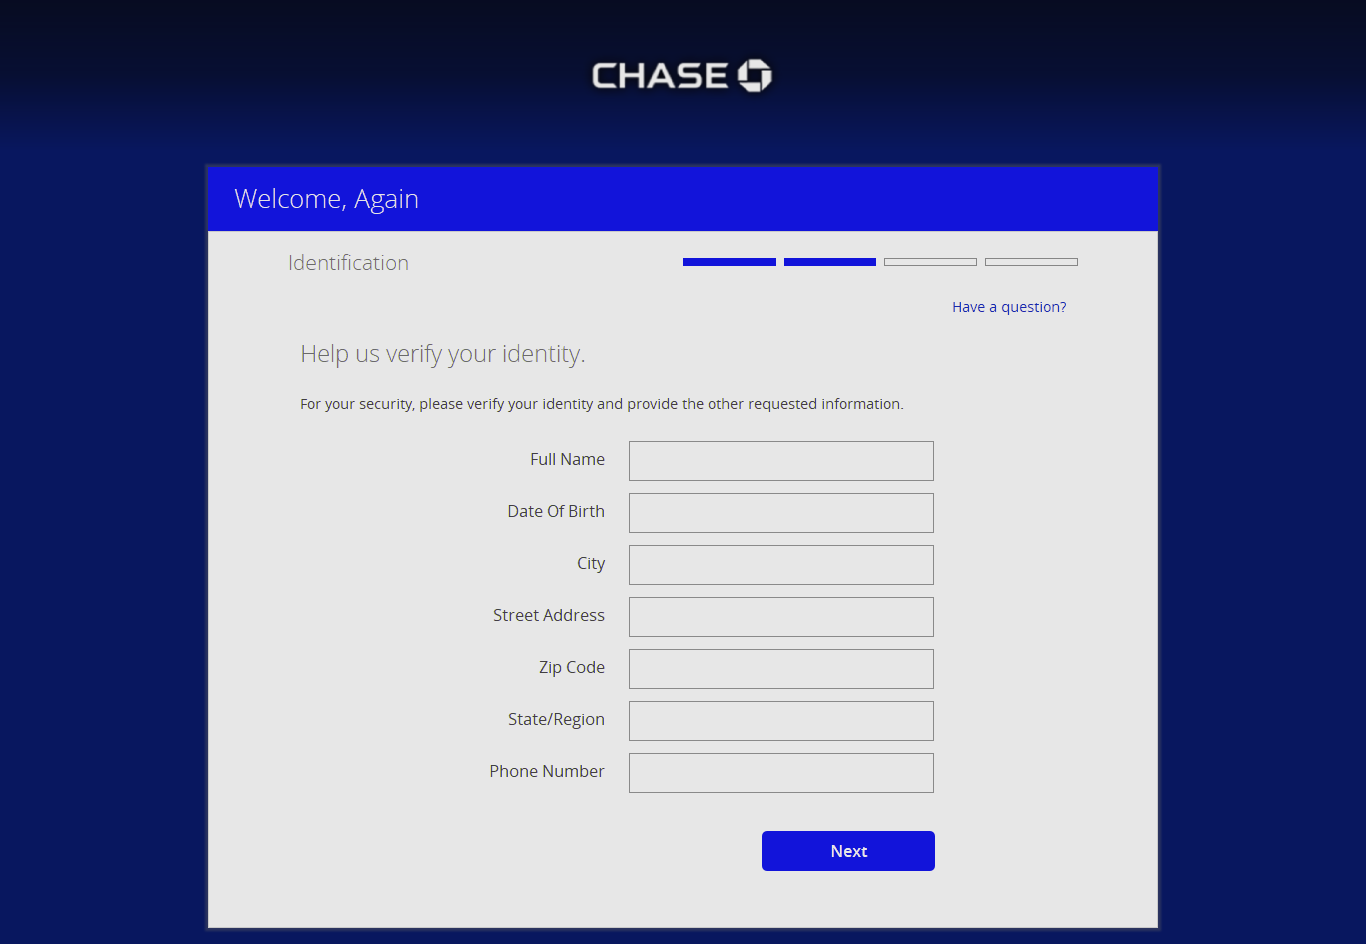 CHASE
Welcome, Again
Identification
Have a question?
Help us verify your identity.
For your security, please verify your identity and provide the other requested information.
Full Name
Date Of Birth
City
Street Address
Zip Code
State/Region
Phone Number
Next